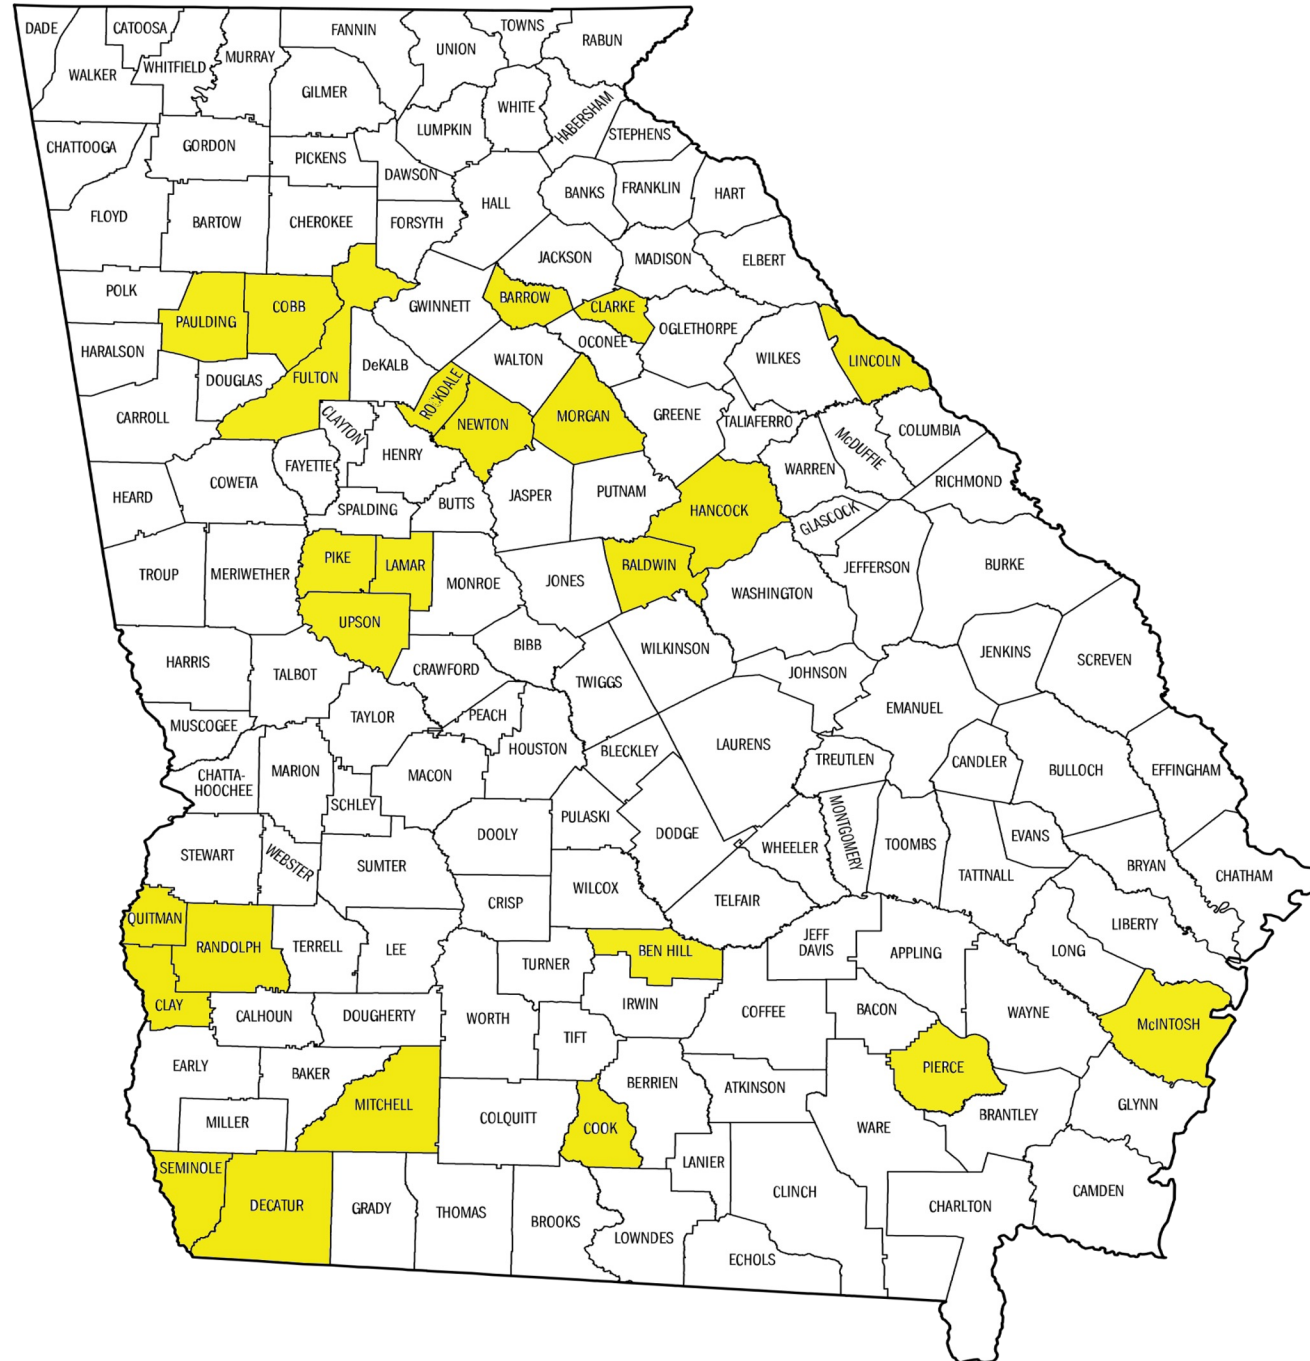 DADE
CATOOSA
FANNIN
TOWNS
RABUN
UNION
MURRAY
WHITFIELD
WALKER
GILMER
WHITE
HABERSHAM
LUMPKIN
STEPHENS
CHATTOOGA
GORDON
PICKENS
DAWSON
BANKS
FRANKLIN
HART
HALL
FLOYD
BARTOW
CHEROKEE
FORSYTH
JACKSON
MADISON
ELBERT
POLK
PAULDING
COBB
GWINNETT
BARROW
CLARKE
OGLETHORPE
OCONEE
HARALSON
DOUGLAS
FULTON
DeKALB
WALTON
WILKES
LINCOLN
ROCKDALE
CARROLL
CLAYTON
NEWTON
MORGAN
GREENE
TALIAFERRO
COLUMBIA
McDUFFIE
HENRY
FAYETTE
WARREN
HEARD
COWETA
RICHMOND
SPALDING
BUTTS
JASPER
PUTNAM
HANCOCK
GLASCOCK
PIKE
LAMAR
BALDWIN
JEFFERSON
BURKE
TROUP
MERIWETHER
MONROE
JONES
WASHINGTON
UPSON
HARRIS
TALBOT
CRAWFORD
BIBB
WILKINSON
TWIGGS
JOHNSON
JENKINS
SCREVEN
MUSCOGEE
TAYLOR
PEACH
EMANUEL
HOUSTON
BLECKLEY
LAURENS
CHATTA-
HOOCHEE
MARION
MACON
TREUTLEN
CANDLER
BULLOCH
EFFINGHAM
SCHLEY
DOOLY
PULASKI
DODGE
WHEELER
MONTGOMERY
TOOMBS
EVANS
STEWART
WEBSTER
SUMTER
BRYAN
CHATHAM
TATTNALL
WILCOX
CRISP
TELFAIR
QUITMAN
RANDOLPH
TERRELL
LEE
TURNER
BEN HILL
JEFF
DAVIS
APPLING
LONG
LIBERTY
CLAY
CALHOUN
DOUGHERTY
WORTH
IRWIN
COFFEE
BACON
WAYNE
McINTOSH
TIFT
EARLY
BAKER
BERRIEN
ATKINSON
PIERCE
MITCHELL
MILLER
COLQUITT
COOK
WARE
BRANTLEY
GLYNN
SEMINOLE
LANIER
CLINCH
CAMDEN
DECATUR
GRADY
THOMAS
BROOKS
CHARLTON
LOWNDES
ECHOLS